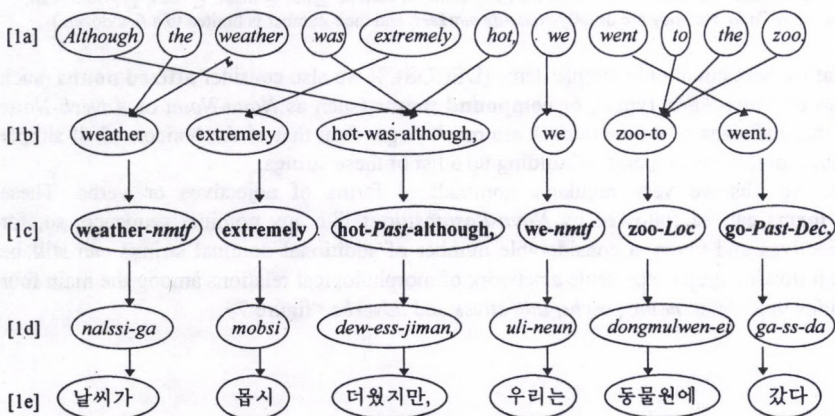 [1a] Although the weather was extremely hot, we went to the zoo.
[1b] weather extremely hot-was-although, we zoo-to went.
[1c] weather-nmtf extremely hot-Past-although, we-nmtf zoo-Loc go-Past-Dec.
[1d] nalssi-ga mobsi dew-ess-jiman, uli-neun dongmulwen-ei ga-ss-da
[1e] 날씨가 몹시 더웠지만, 우리는 동물원에 갔다